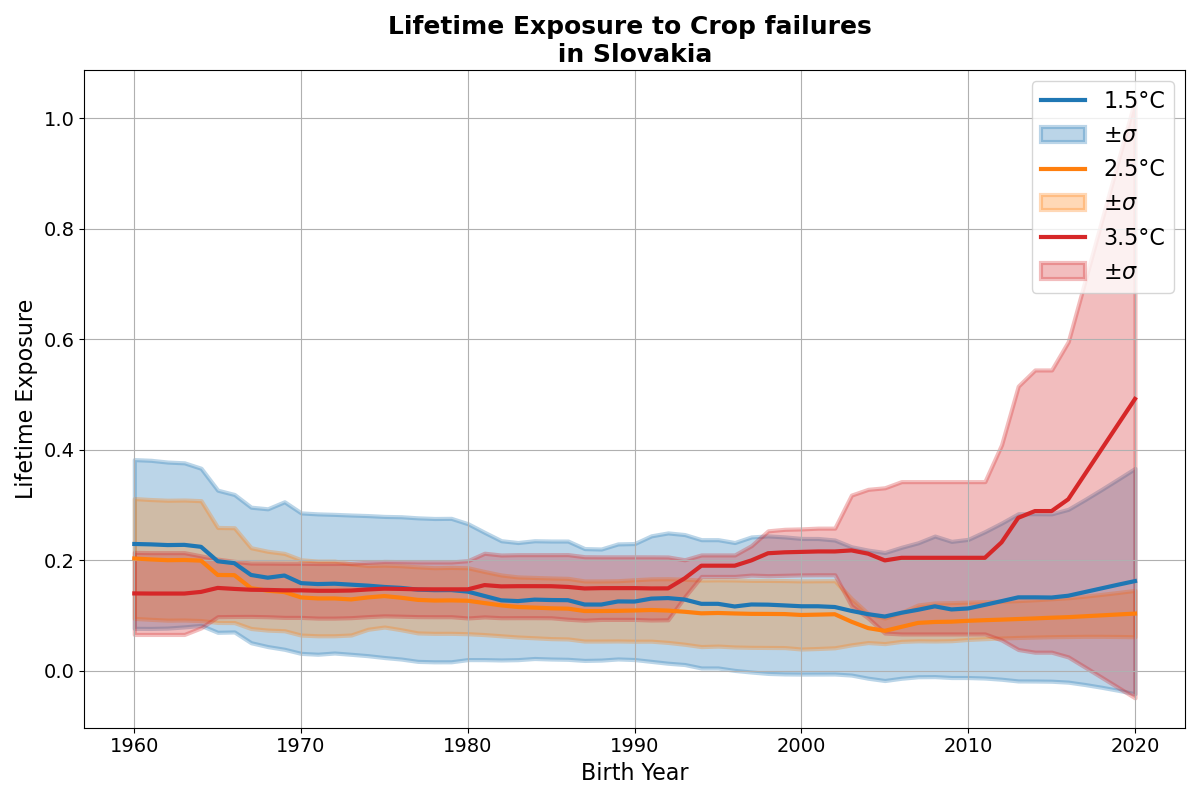 Lifetime Exposure to Crop failures
in Slovakia
1.0
0.8
0.6
0.4
0.2
0.0
Lifetime Exposure
1.5°C
±σ
2.5°C
±σ
3.5°C
±σ
1960 1970 1980 1990 2000 2010 2020
Birth Year